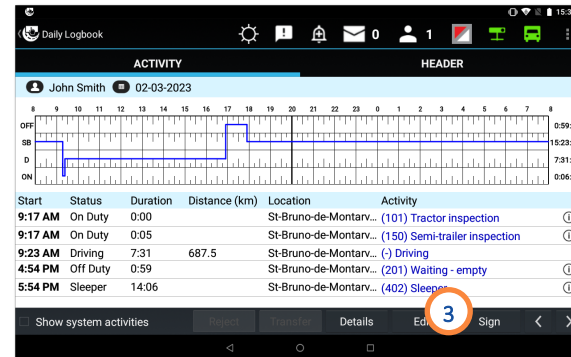 15:3
Daily Logbook 0 1
ACTIVITY HEADER
John Smith 02-03-2023
8 9 10 11 12 13 14 15 16 17 18 19 20 21 22 23 0 1 2 3 4 5 6 7 8
OFF 0:59:
SB 15:23:
D 7:31:
ON 0:06:
Start Status Duration Distance (km) Location Activity
9:17 AM On Duty 0:00 St-Bruno-de-Montarv... (101) Tractor inspection
9:17 AM On Duty 0:05 St-Bruno-de-Montarv... (150) Semi-trailer inspection
9:23 AM Driving 7:31 687.5 St-Bruno-de-Montarv... (-) Driving
4:54 PM Off Duty 0:59 St-Bruno-de-Montarv... (201) Waiting - empty
5:54 PM Sleeper 14:06 St-Bruno-de-Montarv... (402) Sleeper
Show system activities Reject Transfer Details Edi 3 Sign